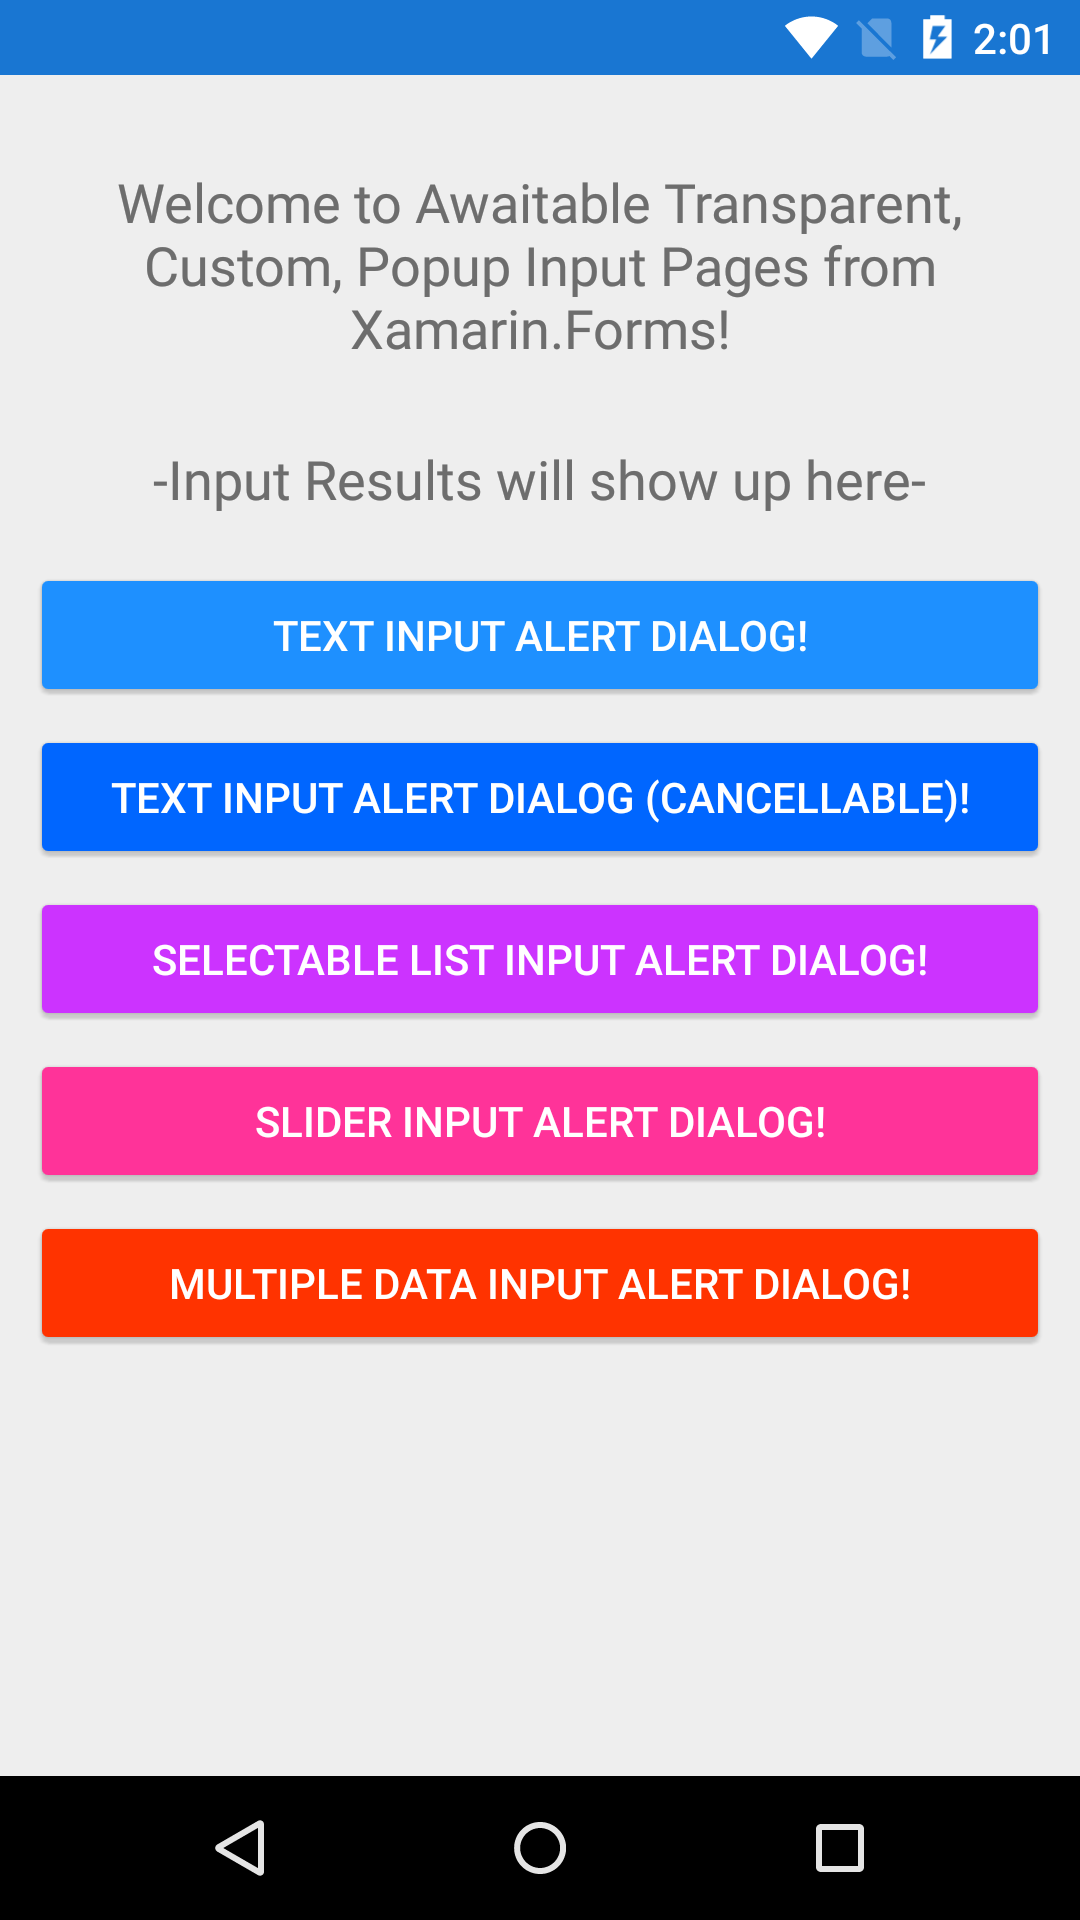 2:01
Welcome to Awaitable Transparent,
Custom, Popup Input Pages from
Xamarin.Forms!
-Input Results will show up here-
TEXT INPUT ALERT DIALOG!
TEXT INPUT ALERT DIALOG (CANCELLABLE)!
SELECTABLE LIST INPUT ALERT DIALOG!
SLIDER INPUT ALERT DIALOG!
MULTIPLE DATA INPUT ALERT DIALOG!